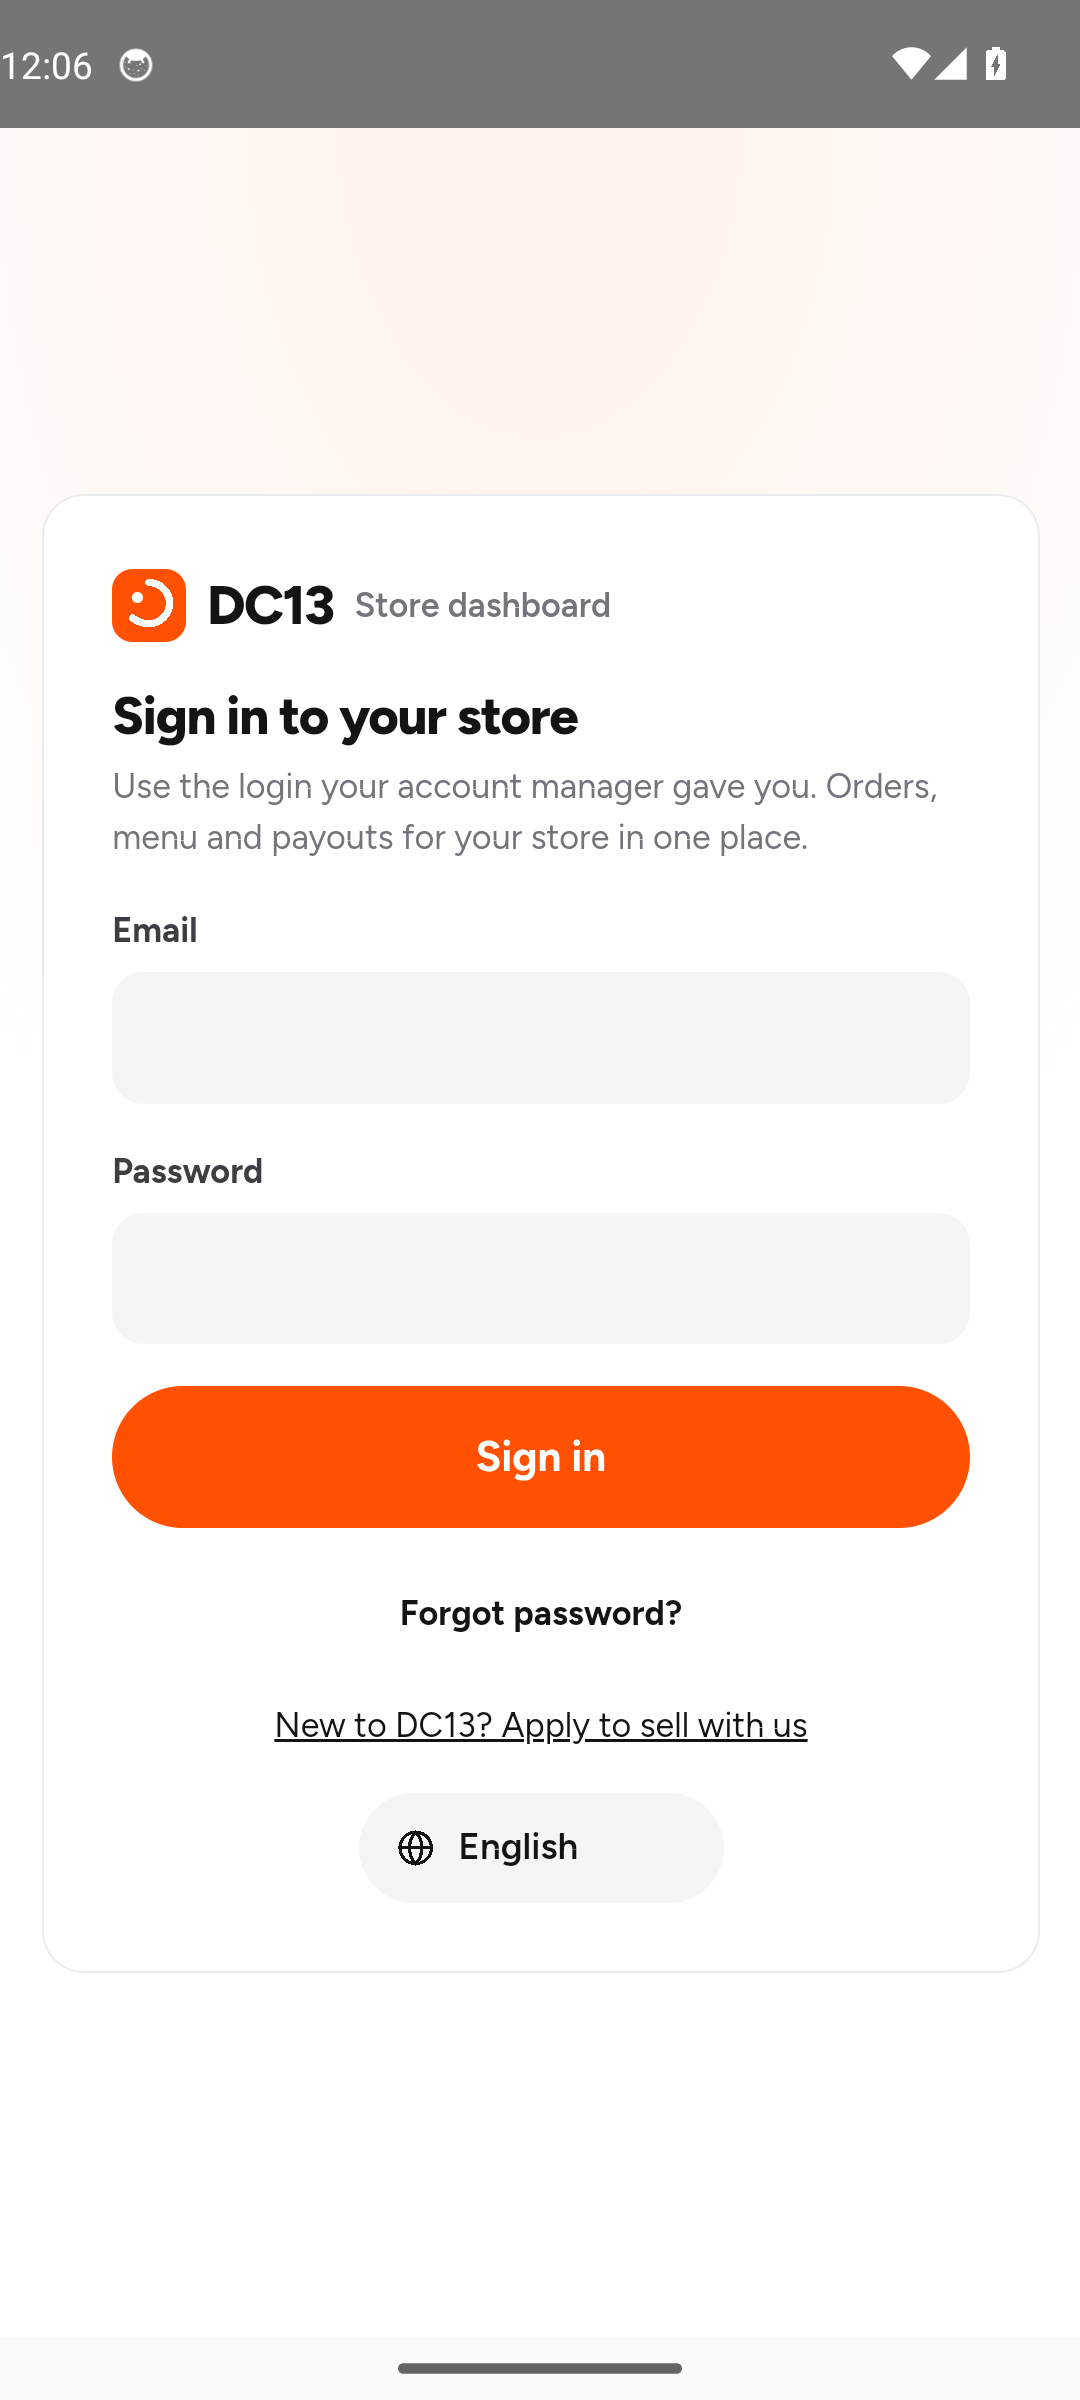 12:06
DC13 Store dashboard
Sign in to your store
Use the login your account manager gave you. Orders,
menu and payouts for your store in one place.
Email
Password
Sign in
Forgot password?
New to DC13? Apply to sell with us
English